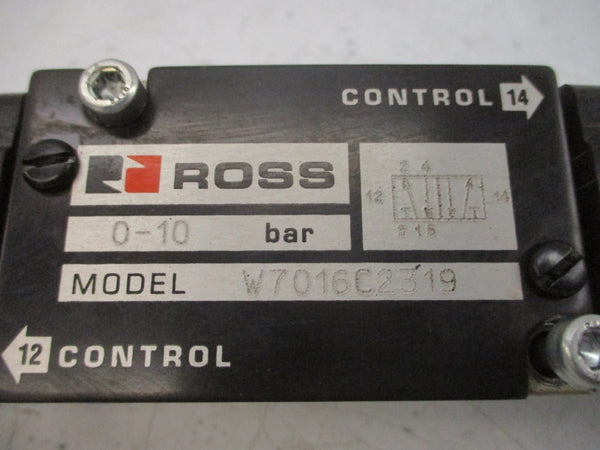 CONTROL 14
ROSS
2 4
12 14
0-10 bar
3 1 5
MODEL W7016C2319
12 CONTROL